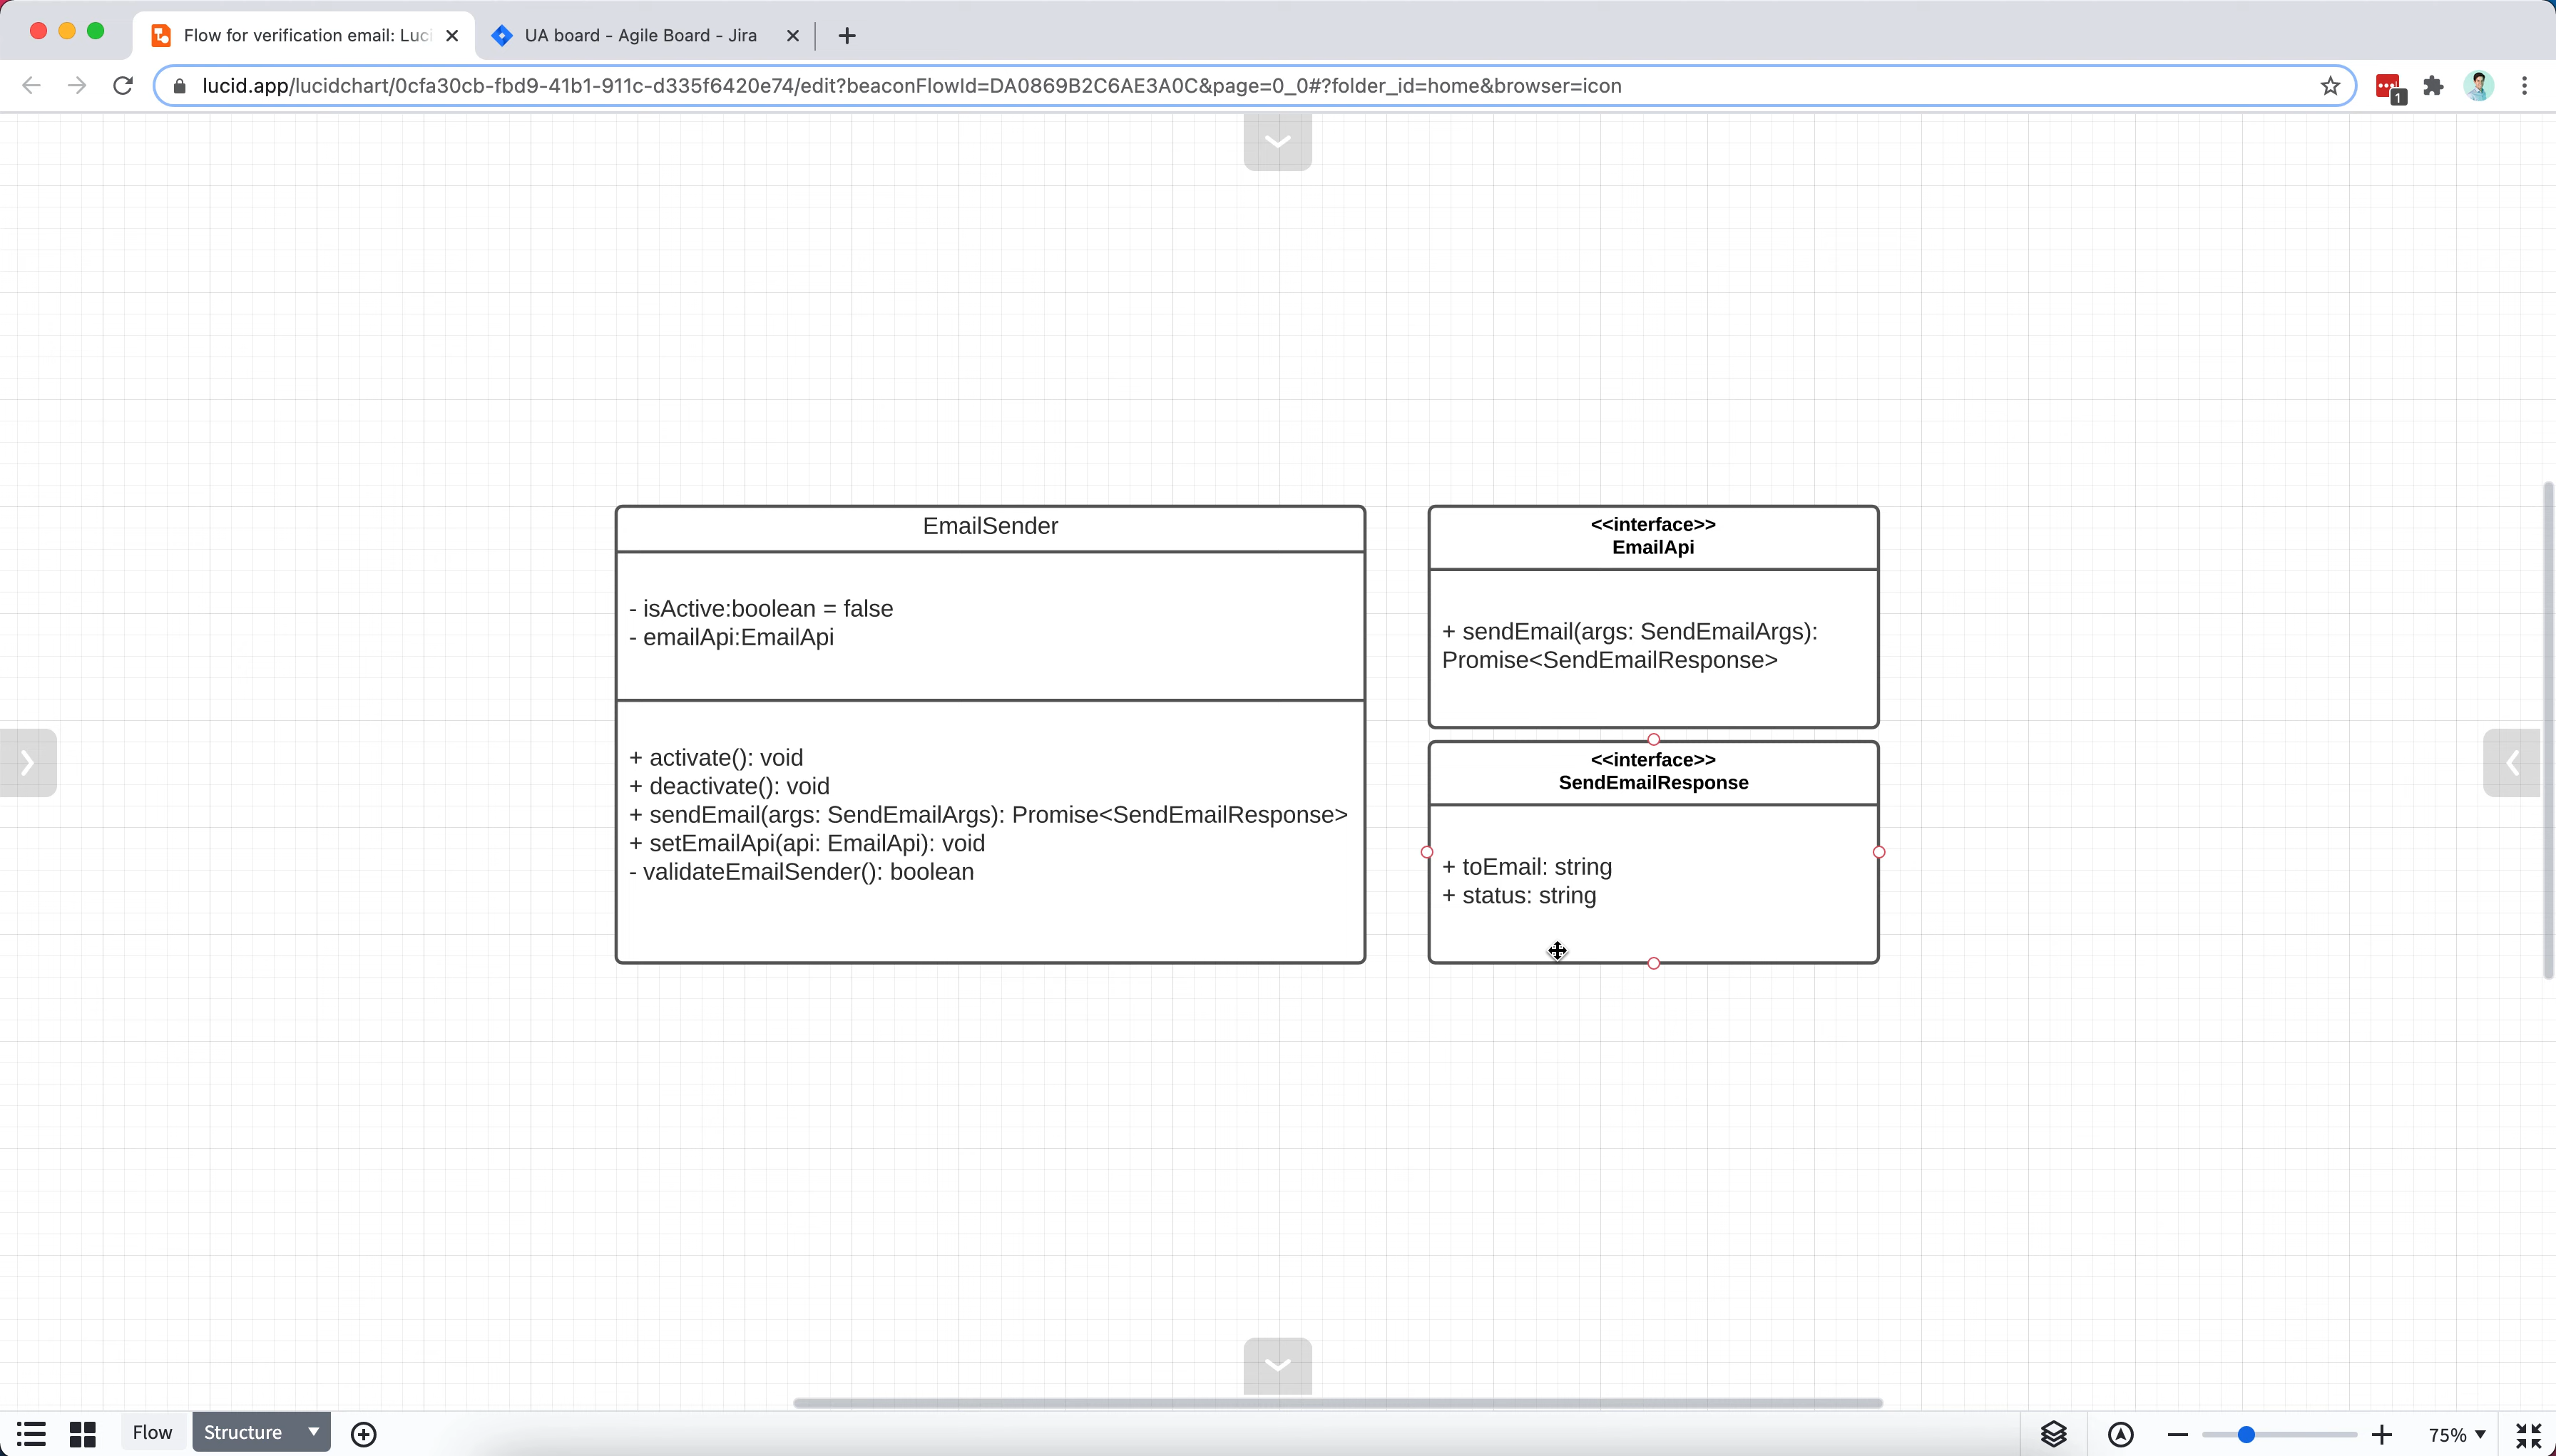 Flow for verification email: Luci
UA board - Agile Board - Jira
lucid.app/lucidchart/0cfa30cb-fbd9-41b1-911c-d335f6420e74/edit?beaconFlowId=DA0869B2C6AE3A0C&page=0_0#?folder_id=home&browser=icon
1
EmailSender
- isActive:boolean = false
- emailApi:EmailApi
+ activate(): void
+ deactivate(): void
+ sendEmail(args: SendEmailArgs): Promise<SendEmailResponse>
+ setEmailApi(api: EmailApi): void
- validateEmailSender(): boolean
<<interface>>
EmailApi
+ sendEmail(args: SendEmailArgs):
Promise<SendEmailResponse>
<<interface>>
SendEmailResponse
+ toEmail: string
+ status: string
Flow
Structure
75%